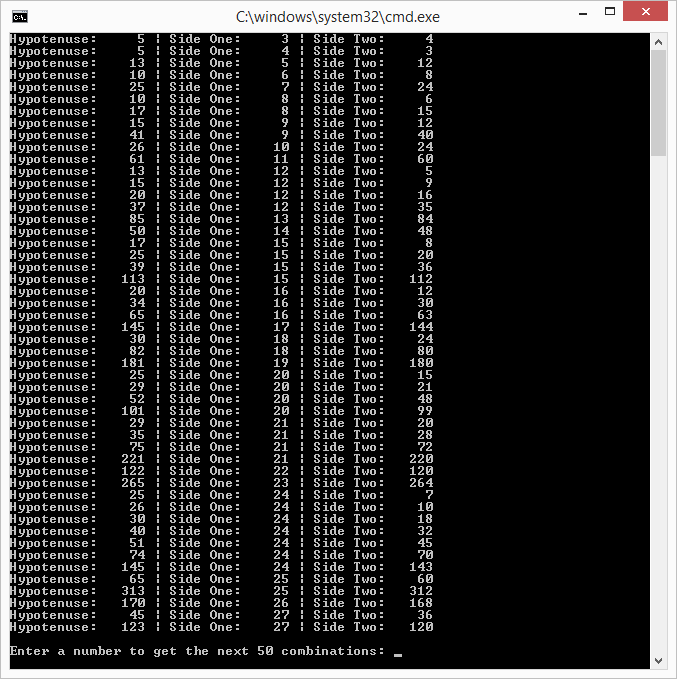 C:\windows\system32\cmd.exe
Hypotenuse:     5 ¦ Side One:     3 ¦ Side Two:     4
Hypotenuse:     5 ¦ Side One:     4 ¦ Side Two:     3
Hypotenuse:    13 ¦ Side One:     5 ¦ Side Two:    12
Hypotenuse:    10 ¦ Side One:     6 ¦ Side Two:     8
Hypotenuse:    25 ¦ Side One:     7 ¦ Side Two:    24
Hypotenuse:    10 ¦ Side One:     8 ¦ Side Two:     6
Hypotenuse:    17 ¦ Side One:     8 ¦ Side Two:    15
Hypotenuse:    15 ¦ Side One:     9 ¦ Side Two:    12
Hypotenuse:    41 ¦ Side One:     9 ¦ Side Two:    40
Hypotenuse:    26 ¦ Side One:    10 ¦ Side Two:    24
Hypotenuse:    61 ¦ Side One:    11 ¦ Side Two:    60
Hypotenuse:    13 ¦ Side One:    12 ¦ Side Two:     5
Hypotenuse:    15 ¦ Side One:    12 ¦ Side Two:     9
Hypotenuse:    20 ¦ Side One:    12 ¦ Side Two:    16
Hypotenuse:    37 ¦ Side One:    12 ¦ Side Two:    35
Hypotenuse:    85 ¦ Side One:    13 ¦ Side Two:    84
Hypotenuse:    50 ¦ Side One:    14 ¦ Side Two:    48
Hypotenuse:    17 ¦ Side One:    15 ¦ Side Two:     8
Hypotenuse:    25 ¦ Side One:    15 ¦ Side Two:    20
Hypotenuse:    39 ¦ Side One:    15 ¦ Side Two:    36
Hypotenuse:   113 ¦ Side One:    15 ¦ Side Two:   112
Hypotenuse:    20 ¦ Side One:    16 ¦ Side Two:    12
Hypotenuse:    34 ¦ Side One:    16 ¦ Side Two:    30
Hypotenuse:    65 ¦ Side One:    16 ¦ Side Two:    63
Hypotenuse:   145 ¦ Side One:    17 ¦ Side Two:   144
Hypotenuse:    30 ¦ Side One:    18 ¦ Side Two:    24
Hypotenuse:    82 ¦ Side One:    18 ¦ Side Two:    80
Hypotenuse:   181 ¦ Side One:    19 ¦ Side Two:   180
Hypotenuse:    25 ¦ Side One:    20 ¦ Side Two:    15
Hypotenuse:    29 ¦ Side One:    20 ¦ Side Two:    21
Hypotenuse:    52 ¦ Side One:    20 ¦ Side Two:    48
Hypotenuse:   101 ¦ Side One:    20 ¦ Side Two:    99
Hypotenuse:    29 ¦ Side One:    21 ¦ Side Two:    20
Hypotenuse:    35 ¦ Side One:    21 ¦ Side Two:    28
Hypotenuse:    75 ¦ Side One:    21 ¦ Side Two:    72
Hypotenuse:   221 ¦ Side One:    21 ¦ Side Two:   220
Hypotenuse:   122 ¦ Side One:    22 ¦ Side Two:   120
Hypotenuse:   265 ¦ Side One:    23 ¦ Side Two:   264
Hypotenuse:    25 ¦ Side One:    24 ¦ Side Two:     7
Hypotenuse:    26 ¦ Side One:    24 ¦ Side Two:    10
Hypotenuse:    30 ¦ Side One:    24 ¦ Side Two:    18
Hypotenuse:    40 ¦ Side One:    24 ¦ Side Two:    32
Hypotenuse:    51 ¦ Side One:    24 ¦ Side Two:    45
Hypotenuse:    74 ¦ Side One:    24 ¦ Side Two:    70
Hypotenuse:   145 ¦ Side One:    24 ¦ Side Two:   143
Hypotenuse:    65 ¦ Side One:    25 ¦ Side Two:    60
Hypotenuse:   313 ¦ Side One:    25 ¦ Side Two:   312
Hypotenuse:   170 ¦ Side One:    26 ¦ Side Two:   168
Hypotenuse:    45 ¦ Side One:    27 ¦ Side Two:    36
Hypotenuse:   123 ¦ Side One:    27 ¦ Side Two:   120
Enter a number to get the next 50 combinations: _